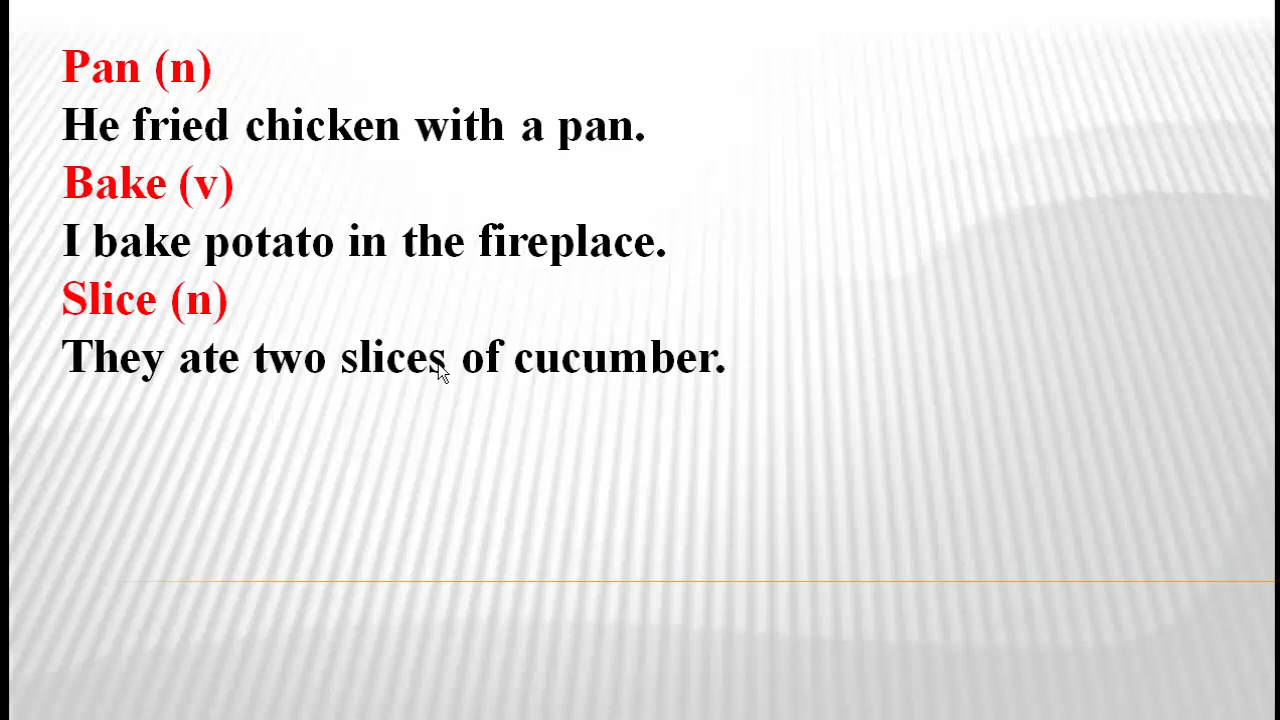 Pan (n)
He fried chicken with a pan.
Bake (v)
I bake potato in the fireplace.
Slice (n)
They ate two slices of cucumber.